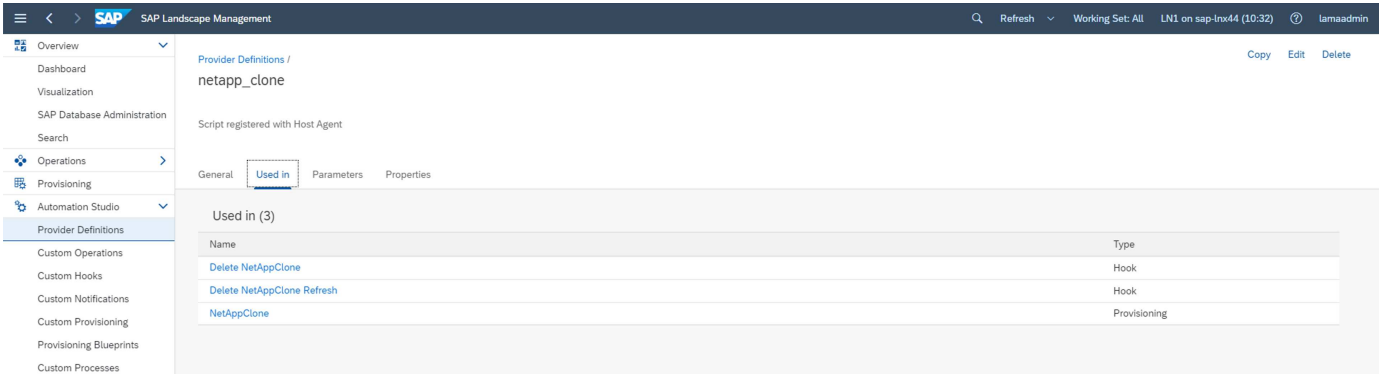 SAP SAP Landscape Management Refresh Working Set: All LN1 on sap-lnx44 (10:32) lamaadmin
Overview
Dashboard
Visualization
SAP Database Administration
Search
Operations
Provisioning
Automation Studio
Provider Definitions
Custom Operations
Custom Hooks
Custom Notifications
Custom Provisioning
Provisioning Blueprints
Custom Processes
Provider Definitions /
Copy Edit Delete
netapp_clone
Script registered with Host Agent
General Used in Parameters Properties
Used in (3)
Name Type
Delete NetAppClone Hook
Delete NetAppClone Refresh Hook
NetAppClone Provisioning